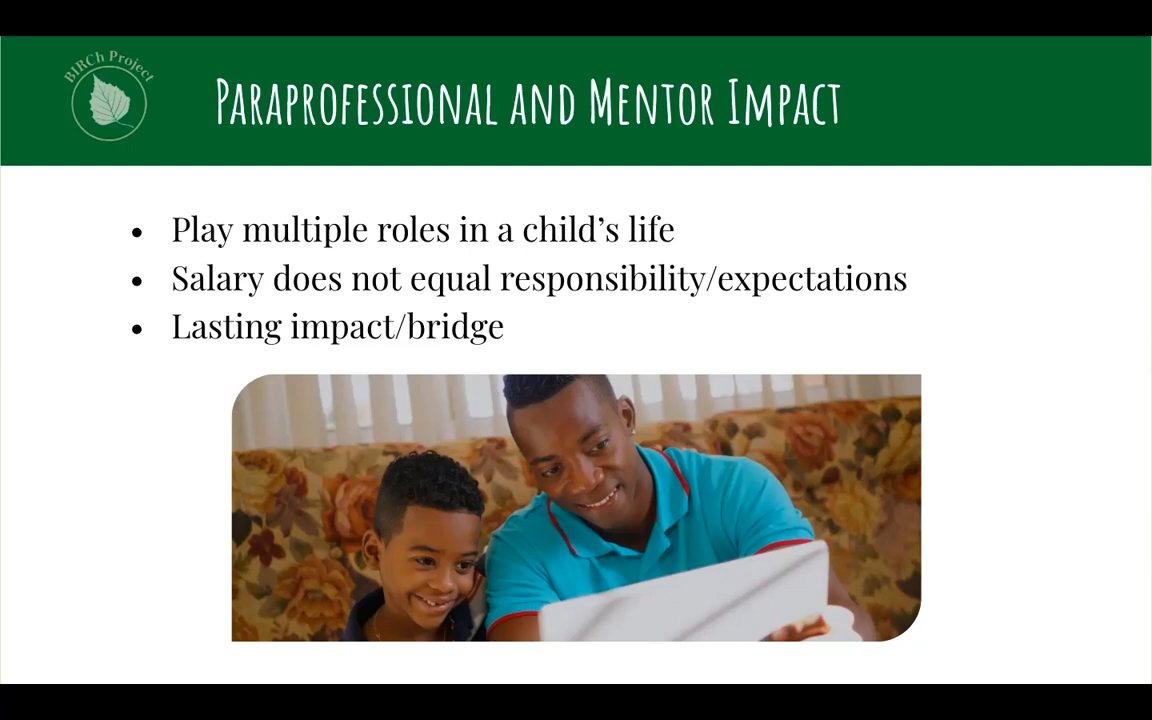 BIRCh Project
Paraprofessional and Mentor Impact
• Play multiple roles in a child’s life
• Salary does not equal responsibility/expectations
• Lasting impact/bridge